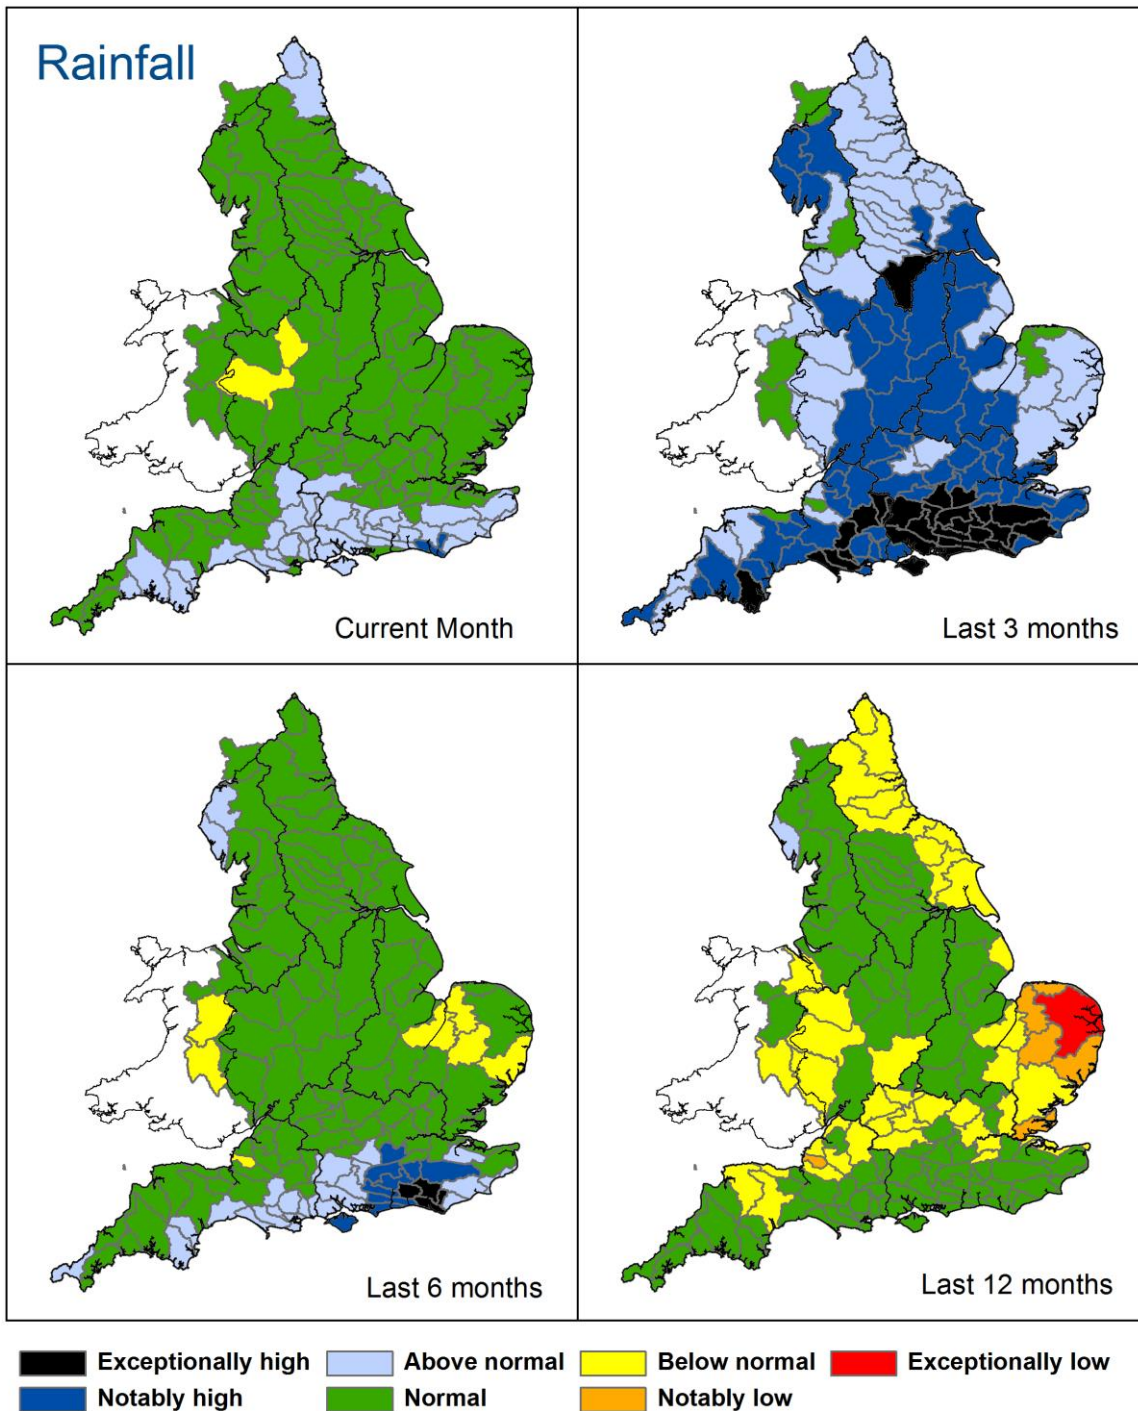 Rainfall
Current Month
Last 3 months
Last 6 months
Last 12 months
Exceptionally high
Above normal
Below normal
Exceptionally low
Notably high
Normal
Notably low